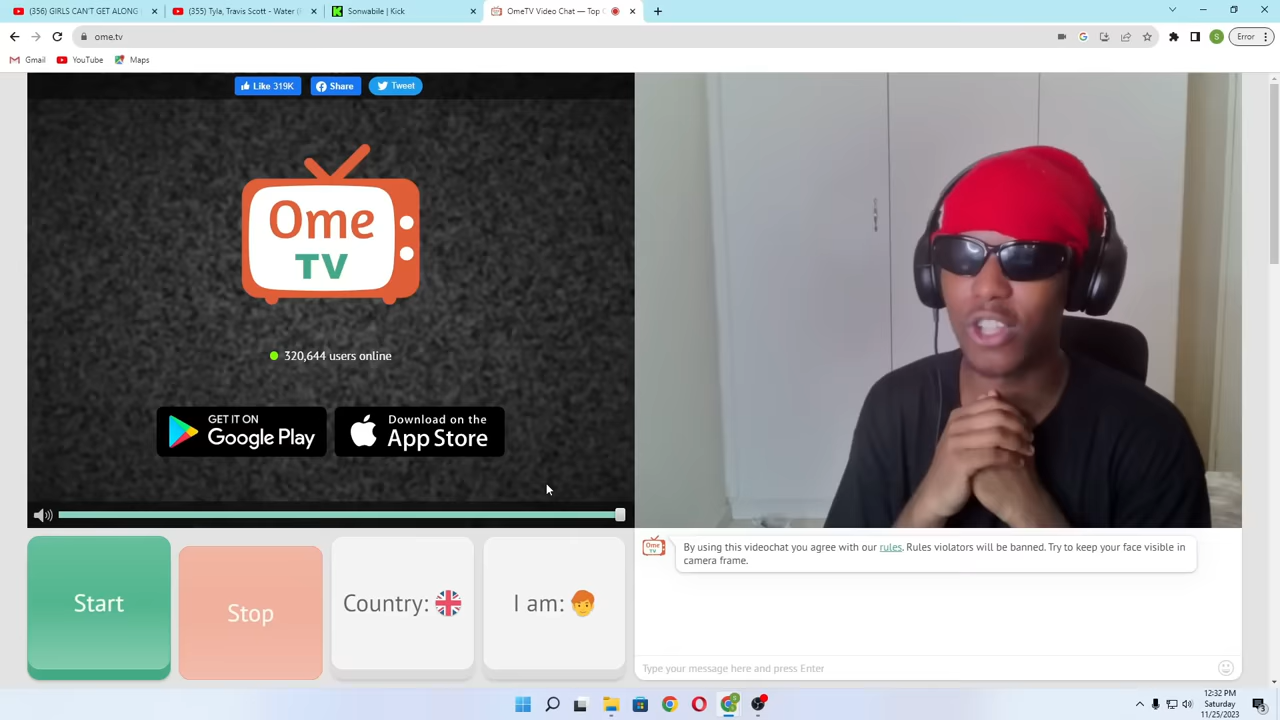 (356) GIRLS CAN'T GET ALONG
(355) Tyla, Travis Scott - Water (
Sonwabile | Kick
OmeTV Video Chat — Top
ome.tv
S
Error
Gmail
YouTube
Maps
Like 319K
Share
Tweet
Ome
TV
320,644 users online
GET IT ON
Google Play
Download on the
App Store
Start
Stop
Country:
I am:
Ome
TV
By using this videochat you agree with our rules. Rules violators will be banned. Try to keep your face visible in
camera frame.
Type your message here and press Enter
12:32 PM
Saturday
11/25/2023